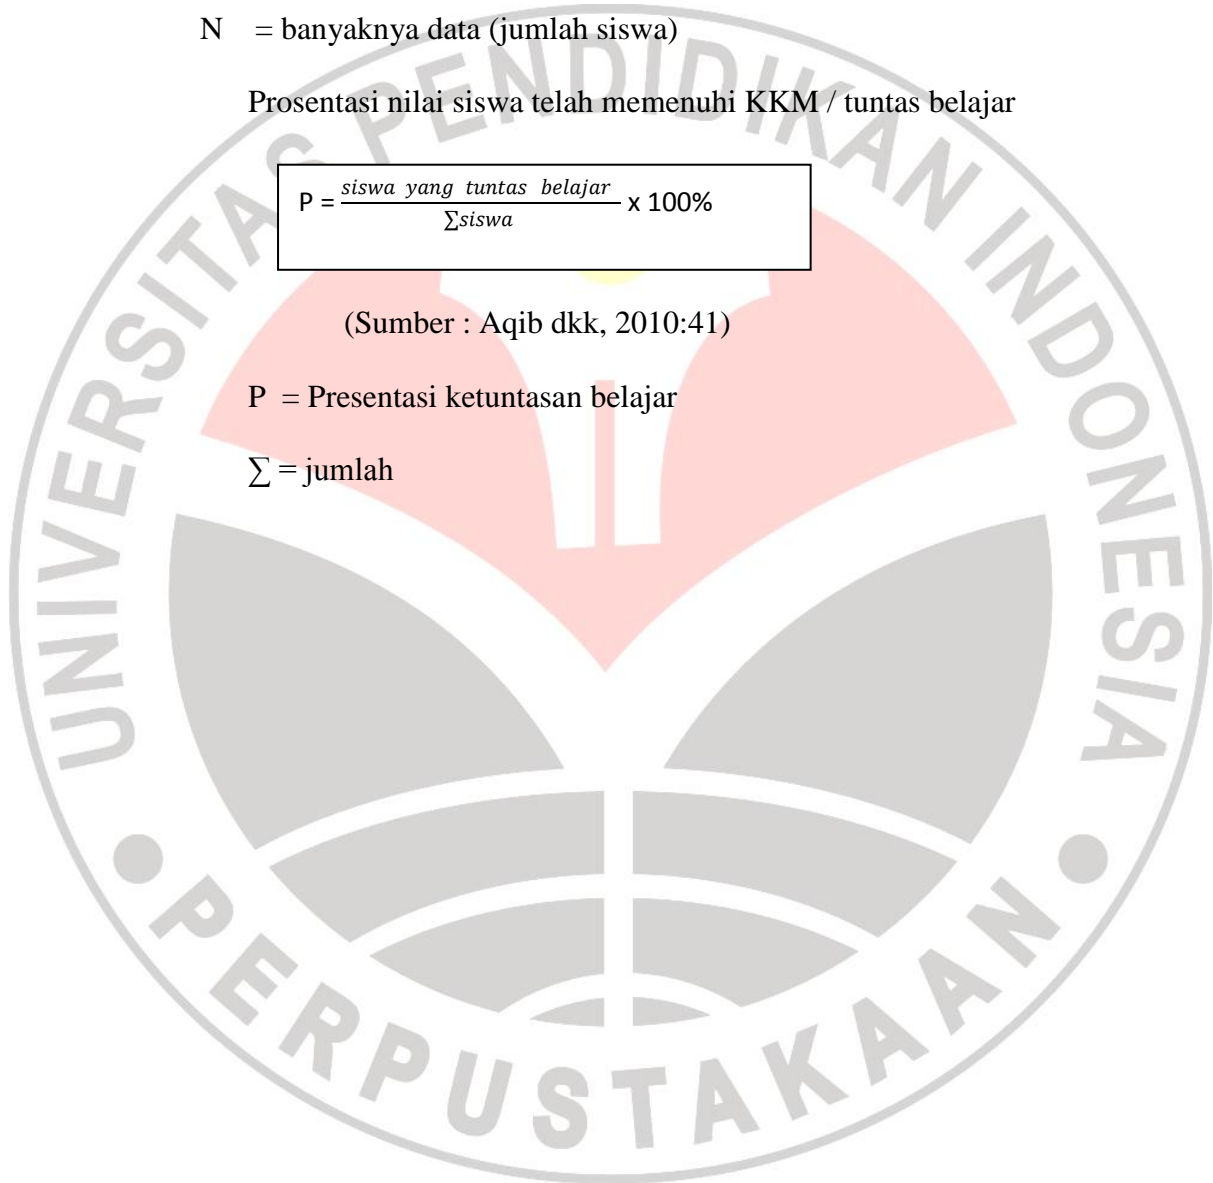 N = banyaknya data (jumlah siswa)
Prosentasi nilai siswa telah memenuhi KKM / tuntas belajar
P = siswa yang tuntas belajar / ∑siswa x 100%
(Sumber : Aqib dkk, 2010:41)
P = Presentasi ketuntasan belajar
∑ = jumlah
UNIVERSITAS PENDIDIKAN INDONESIA
PERPUSTAKAAN